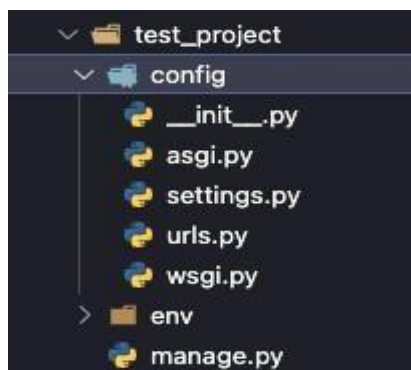 test_project
config
__init__.py
asgi.py
settings.py
urls.py
wsgi.py
env
manage.py